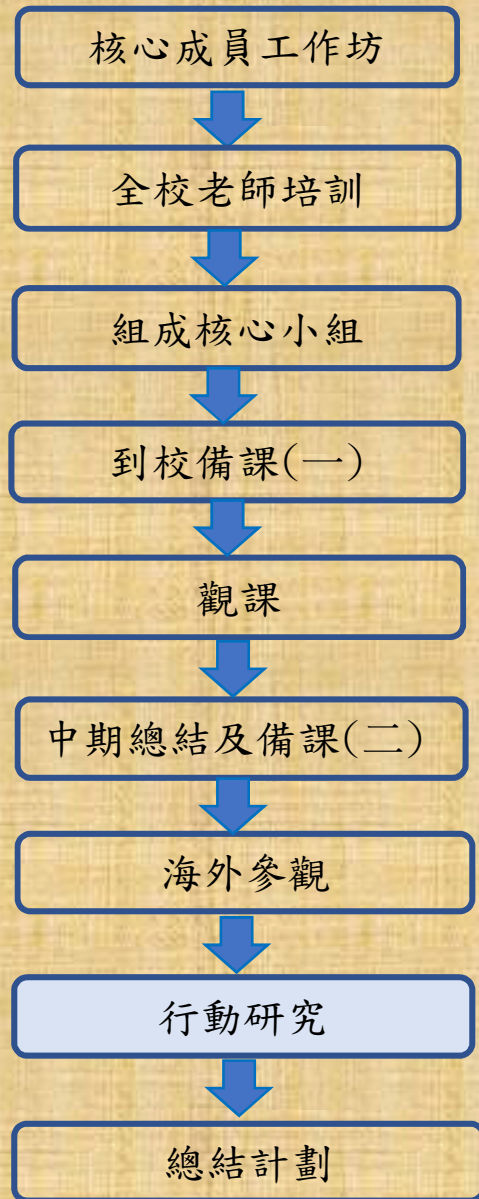 核心成員工作坊
全校老師培訓
組成核心小組
到校備課(一)
觀課
中期總結及備課(二)
海外參觀
行動研究
總結計劃